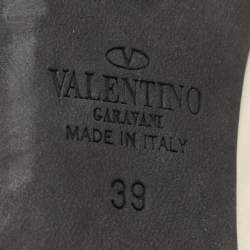 VALENTINO
GARAVANI
MADE IN ITALY
39